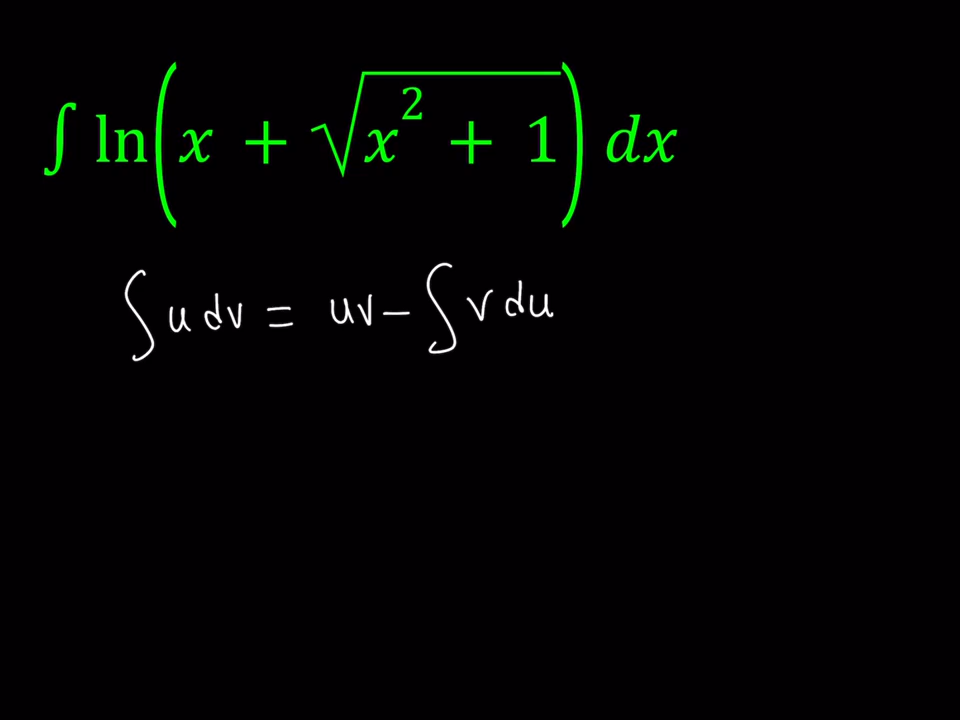 ∫ ln(x + √(x² + 1)) dx
∫ u dv = uv − ∫ v du